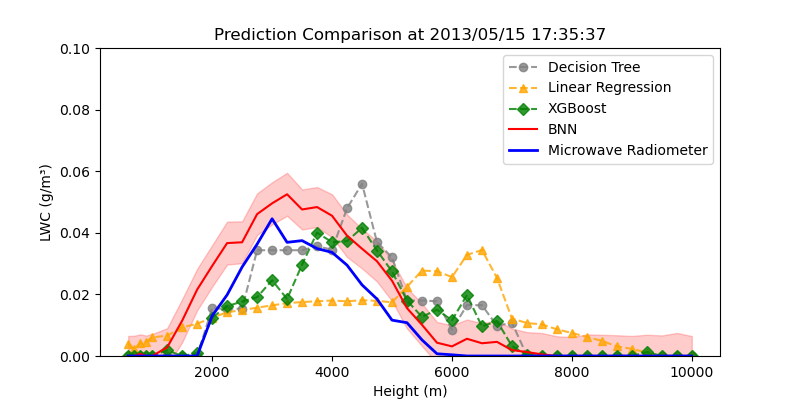 Prediction Comparison at 2013/05/15 17:35:37
0.10
0.08
0.06
0.04
0.02
0.00
LWC (g/m³)
Decision Tree
Linear Regression
XGBoost
BNN
Microwave Radiometer
2000 4000 6000 8000 10000
Height (m)